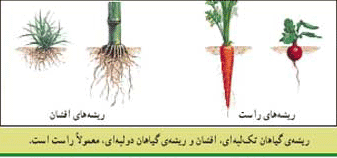 ریشه‌های راست
ریشه‌های افشان
ریشه‌ی گیاهان تک‌لپه‌ای، افشان و ریشه‌ی گیاهان دولپه‌ای، معمولاً راست است.